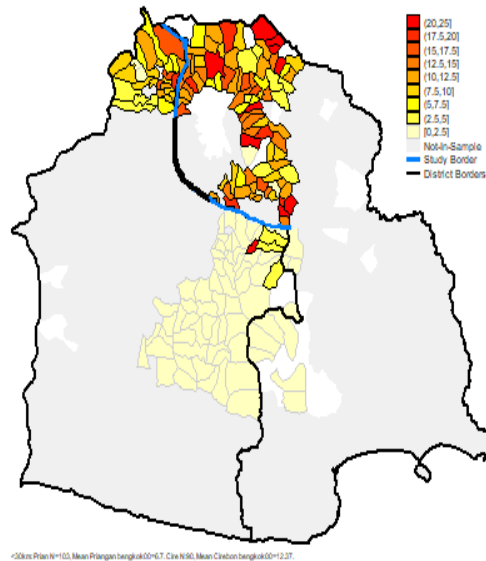 (20,25]
(17.5,20]
(15,17.5]
(12.5,15]
(10,12.5]
(7.5,10]
(5,7.5]
(2.5,5]
[0,2.5]
Not-In-Sample
Study Border
District Borders
<30km: Prian N=103, Mean Priangan bengkok00=6.7. Cire N:90, Mean Cirebon bengkok00=12.37.